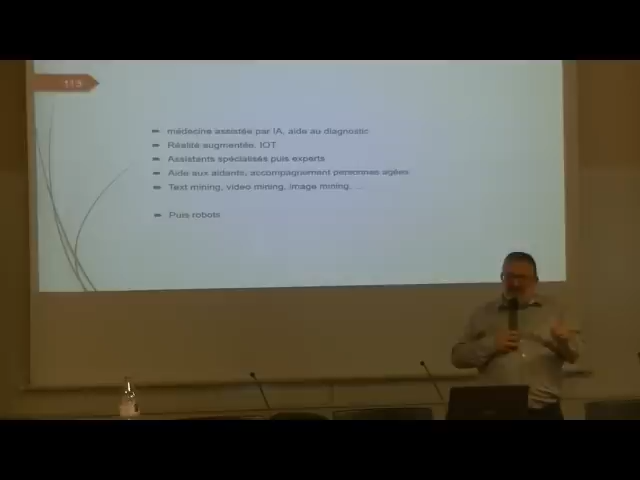 113
médecine assistée par IA, aide au diagnostic
Réalité augmentée, IOT
Assistants spécialisés puis experts
Aide aux aidants, accompagnement personnes agées
Text mining, video mining, image mining, ...
Puis robots